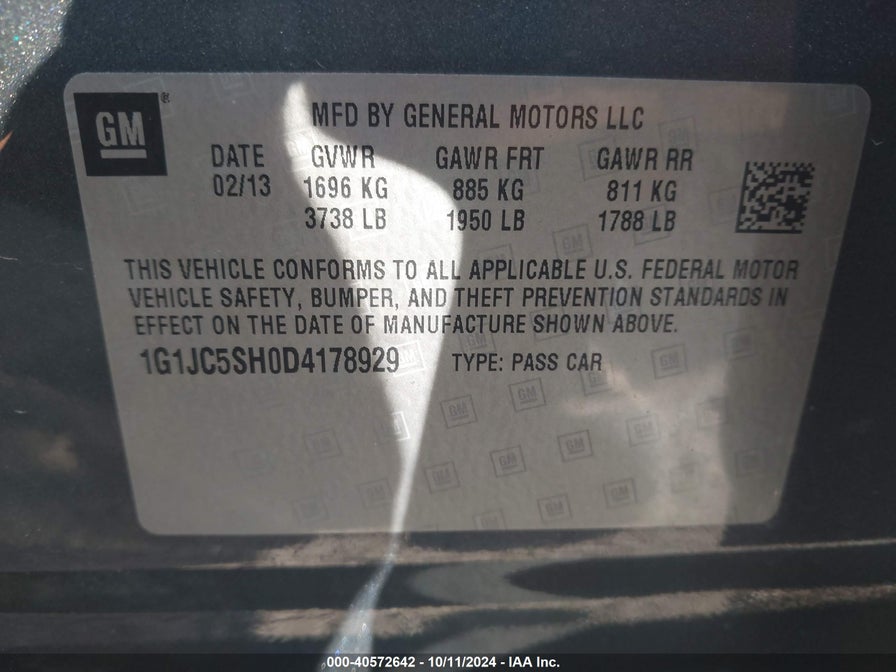 GM®
MFD BY GENERAL MOTORS LLC
DATE GVWR GAWR FRT GAWR RR
02/13 1696 KG 885 KG 811 KG
3738 LB 1950 LB 1788 LB
THIS VEHICLE CONFORMS TO ALL APPLICABLE U.S. FEDERAL MOTOR
VEHICLE SAFETY, BUMPER, AND THEFT PREVENTION STANDARDS IN
EFFECT ON THE DATE OF MANUFACTURE SHOWN ABOVE.
1G1JC5SH0D4178929 TYPE: PASS CAR
000-40572642 - 10/11/2024 - IAA Inc.